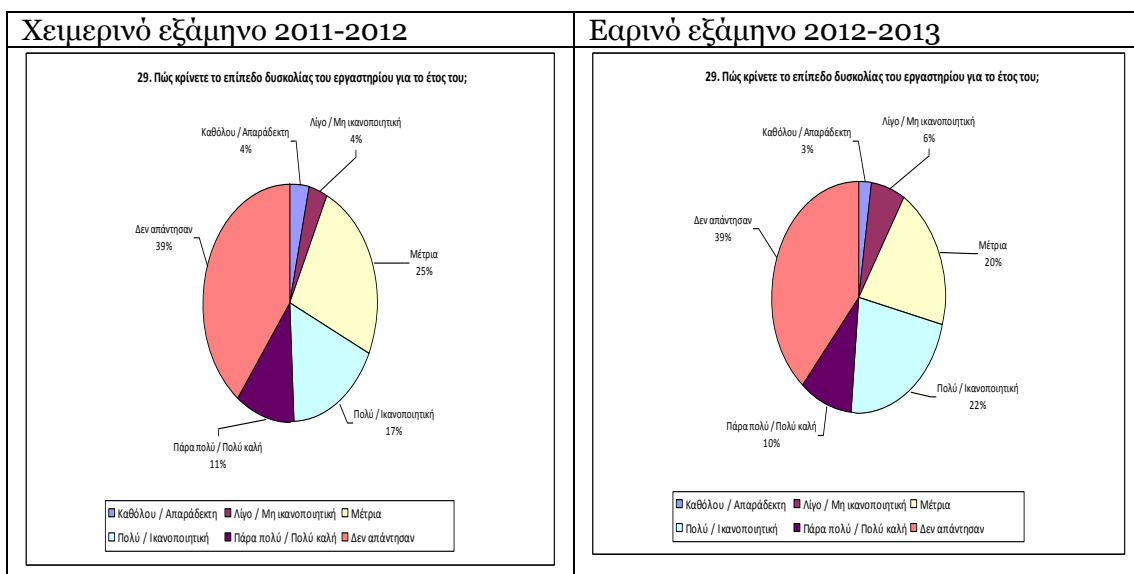 Χειμερινό εξάμηνο 2011-2012
29. Πώς κρίνετε το επίπεδο δυσκολίας του εργαστηρίου για το έτος του;
Καθόλου / Απαράδεκτη
4%
Λίγο / Μη ικανοποιητική
4%
Μέτρια
25%
Πολύ / Ικανοποιητική
17%
Πάρα πολύ / Πολύ καλή
11%
Δεν απάντησαν
39%
Καθόλου / Απαράδεκτη Λίγο / Μη ικανοποιητική Μέτρια
Πολύ / Ικανοποιητική Πάρα πολύ / Πολύ καλή Δεν απάντησαν
Εαρινό εξάμηνο 2012-2013
29. Πώς κρίνετε το επίπεδο δυσκολίας του εργαστηρίου για το έτος του;
Καθόλου / Απαράδεκτη
3%
Λίγο / Μη ικανοποιητική
6%
Μέτρια
20%
Πολύ / Ικανοποιητική
22%
Πάρα πολύ / Πολύ καλή
10%
Δεν απάντησαν
39%
Καθόλου / Απαράδεκτη Λίγο / Μη ικανοποιητική Μέτρια
Πολύ / Ικανοποιητική Πάρα πολύ / Πολύ καλή Δεν απάντησαν